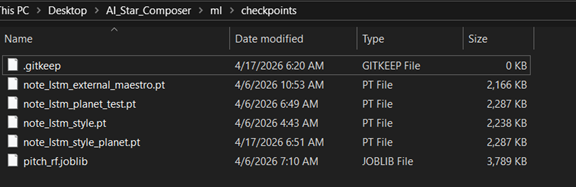 This PC > Desktop > AI_Star_Composer > ml > checkpoints
Name Date modified Type Size
.gitkeep 4/17/2026 6:20 AM GITKEEP File 0 KB
note_lstm_external_maestro.pt 4/6/2026 10:53 AM PT File 2,166 KB
note_lstm_planet_test.pt 4/6/2026 6:49 AM PT File 2,287 KB
note_lstm_style.pt 4/6/2026 4:43 AM PT File 2,238 KB
note_lstm_style_planet.pt 4/17/2026 6:51 AM PT File 2,287 KB
pitch_rf.joblib 4/6/2026 7:10 AM JOBLIB File 3,789 KB